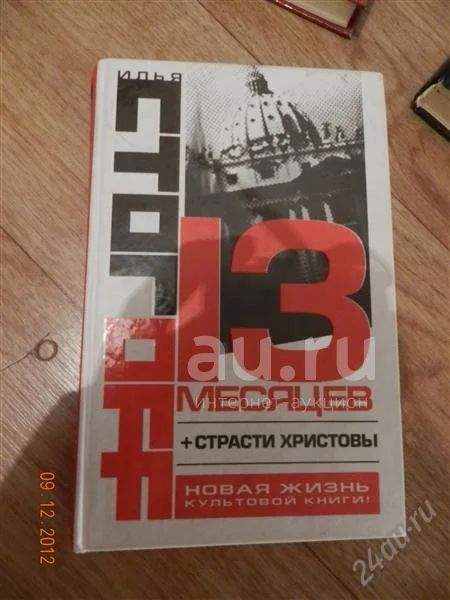 ИЛЬЯ
СТОГОFF
13
МЕСЯЦЕВ
+ СТРАСТИ ХРИСТОВЫ
НОВАЯ ЖИЗНЬ
КУЛЬТОВОЙ КНИГИ!
au.ru
интернет-аукцион
09.12.2012
24au.ru